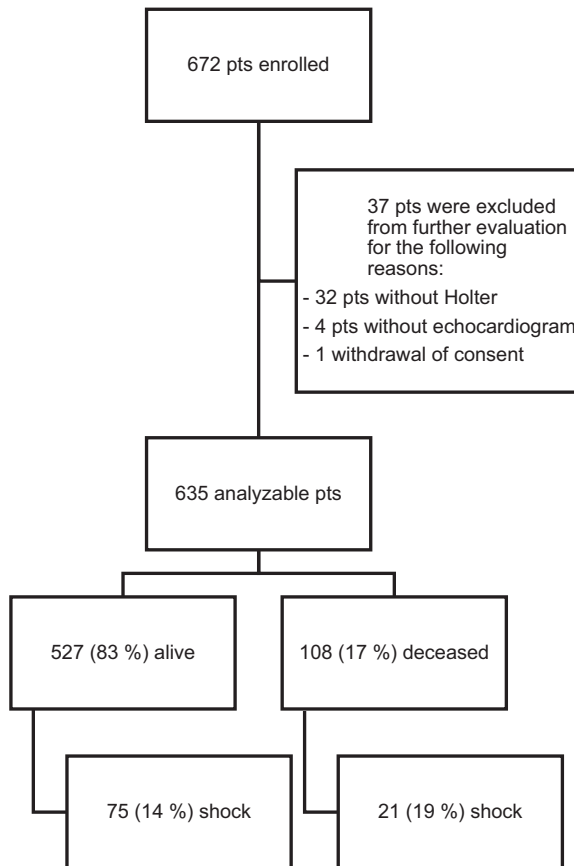 672 pts enrolled
37 pts were excluded
from further evaluation
for the following
reasons:
- 32 pts without Holter
- 4 pts without echocardiogram
- 1 withdrawal of consent
635 analyzable pts
527 (83 %) alive
108 (17 %) deceased
75 (14 %) shock
21 (19 %) shock